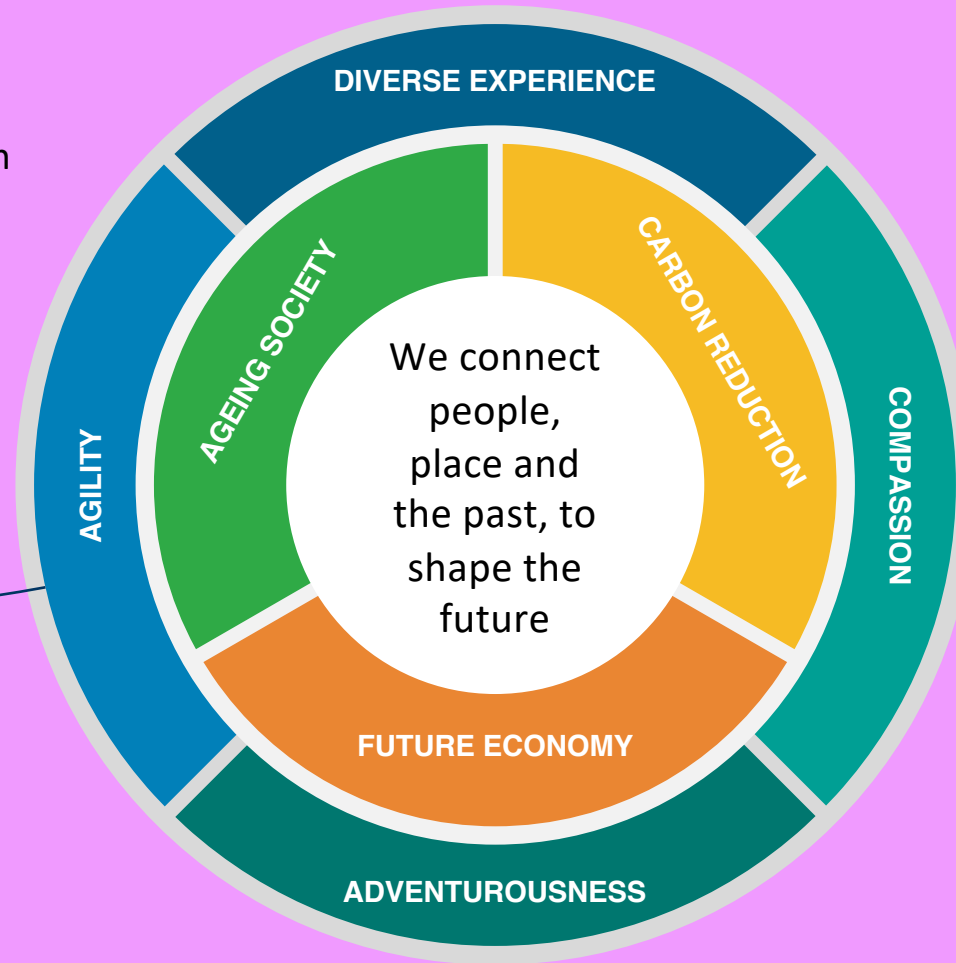 DIVERSE EXPERIENCE
AGEING SOCIETY
CARBON REDUCTION
We connect
people,
place and
the past, to
shape the
future
AGILITY
COMPASSION
FUTURE ECONOMY
ADVENTUROUSNESS